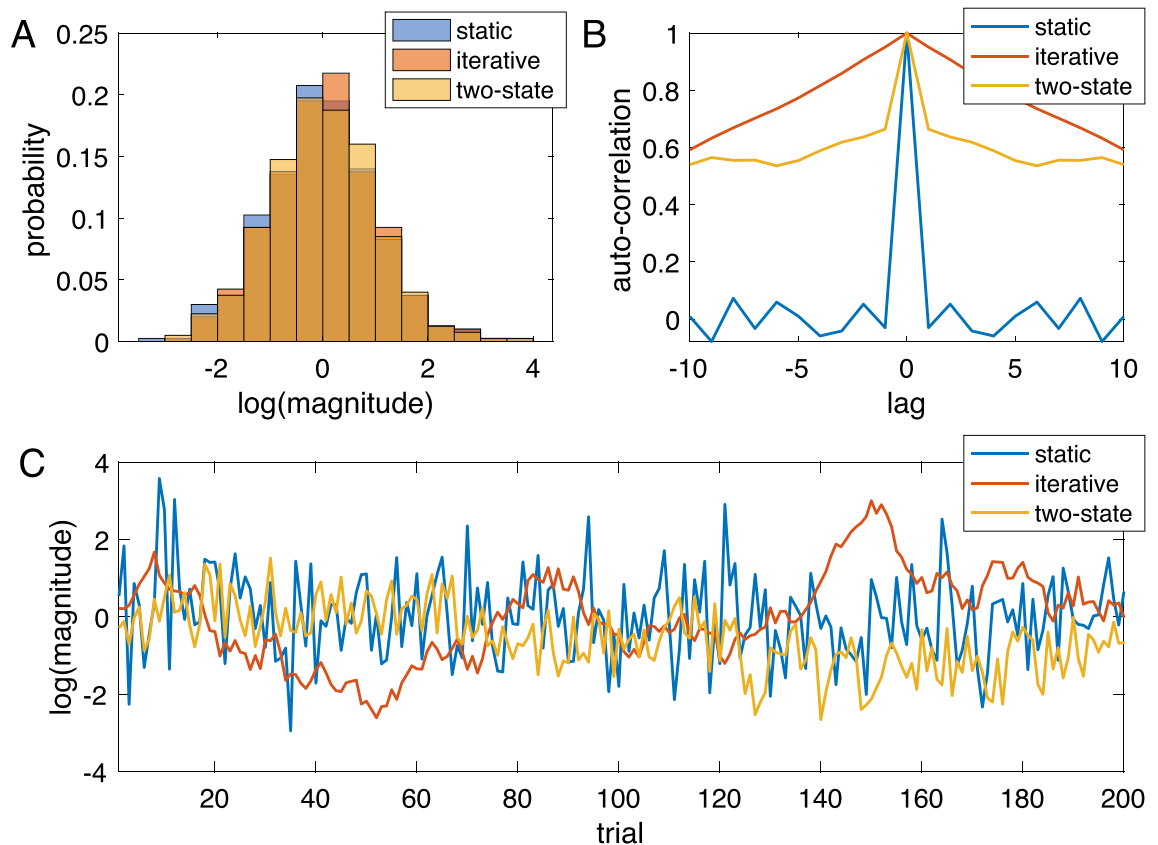 A
static
iterative
two-state
0.25
0.2
0.15
0.1
0.05
0
probability
-2
0
2
4
log(magnitude)
B
static
iterative
two-state
1
0.8
0.6
0.4
0.2
0
auto-correlation
-10
-5
0
5
10
lag
C
static
iterative
two-state
4
2
0
-2
-4
log(magnitude)
20
40
60
80
100
120
140
160
180
200
trial